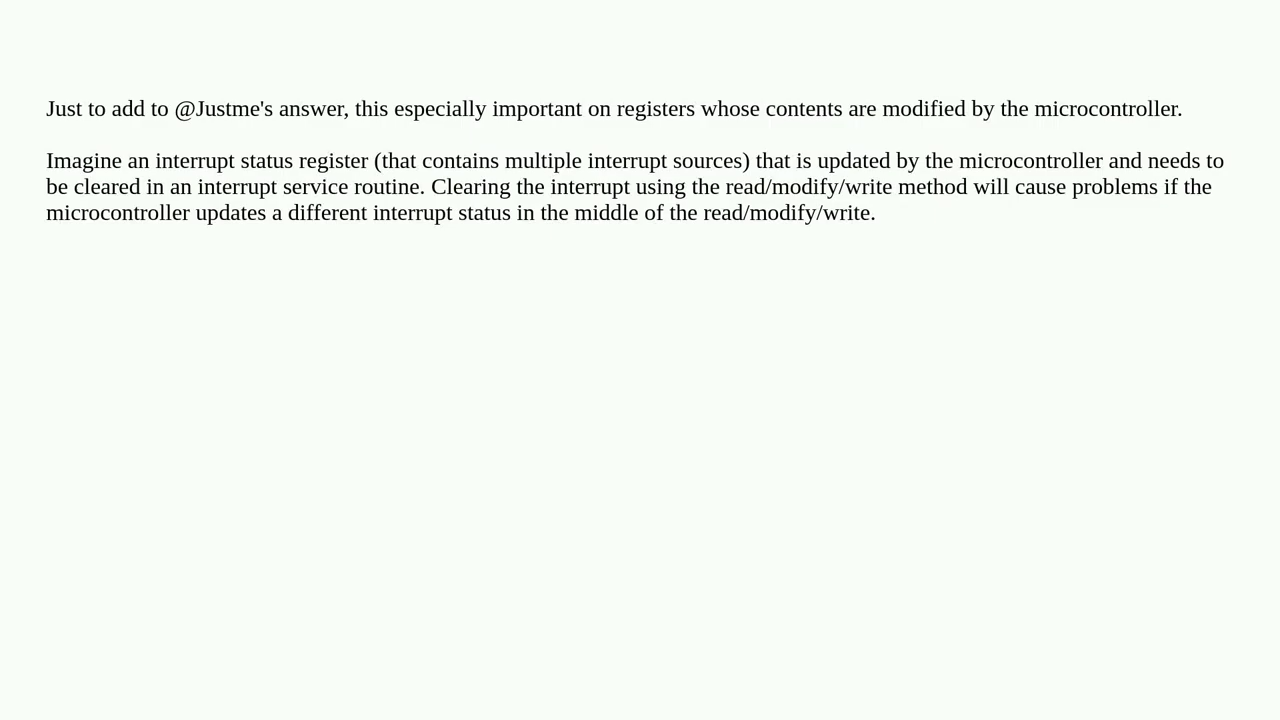 Just to add to @Justme's answer, this especially important on registers whose contents are modified by the microcontroller.
Imagine an interrupt status register (that contains multiple interrupt sources) that is updated by the microcontroller and needs to
be cleared in an interrupt service routine. Clearing the interrupt using the read/modify/write method will cause problems if the
microcontroller updates a different interrupt status in the middle of the read/modify/write.